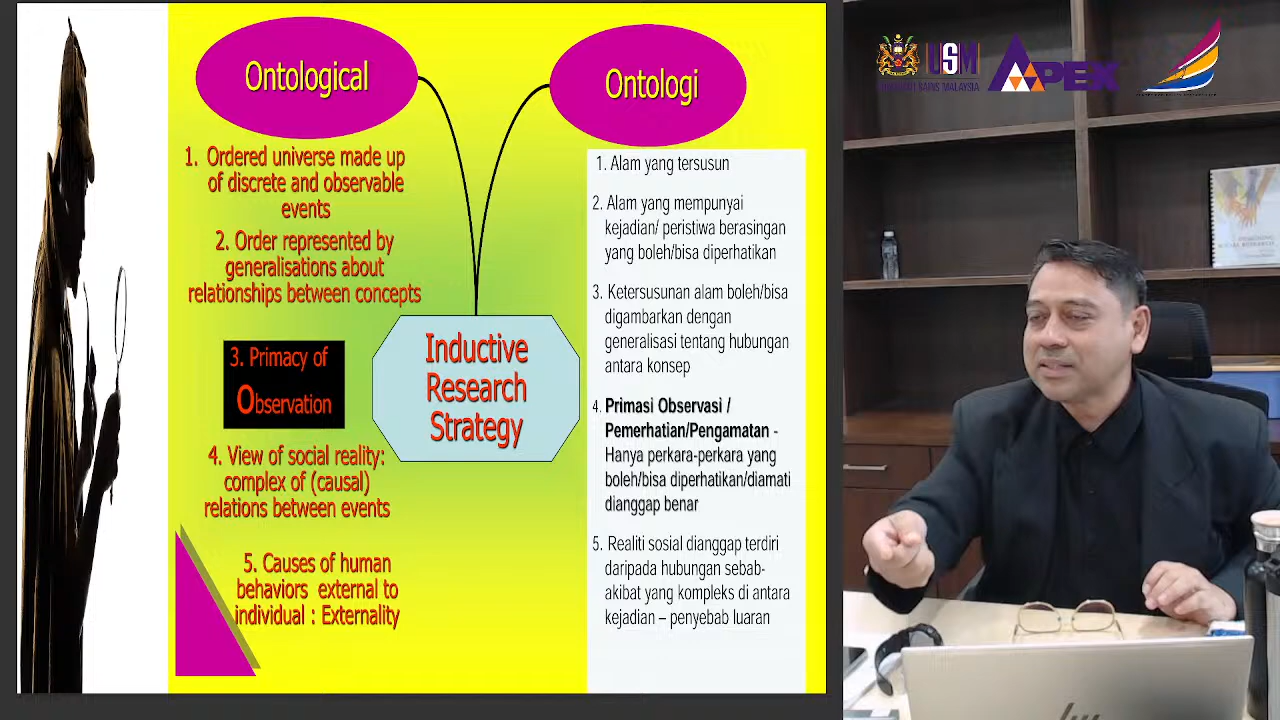 Ontological
1. Ordered universe made up
of discrete and observable
events
2. Order represented by
generalisations about
relationships between concepts
3. Primacy of
Observation
4. View of social reality:
complex of (causal)
relations between events
5. Causes of human
behaviors external to
individual : Externality
Inductive
Research
Strategy
Ontologi
1. Alam yang tersusun
2. Alam yang mempunyai
kejadian/ peristiwa berasingan
yang boleh/bisa diperhatikan
3. Ketersusunan alam boleh/bisa
digambarkan dengan
generalisasi tentang hubungan
antara konsep
4. Primasi Observasi /
Pemerhatian/Pengamatan -
Hanya perkara-perkara yang
boleh/bisa diperhatikan/diamati
dianggap benar
5. Realiti sosial dianggap terdiri
daripada hubungan sebab-
akibat yang kompleks di antara
kejadian – penyebab luaran
USM
SAINS MALAYSIA
APEX
hp